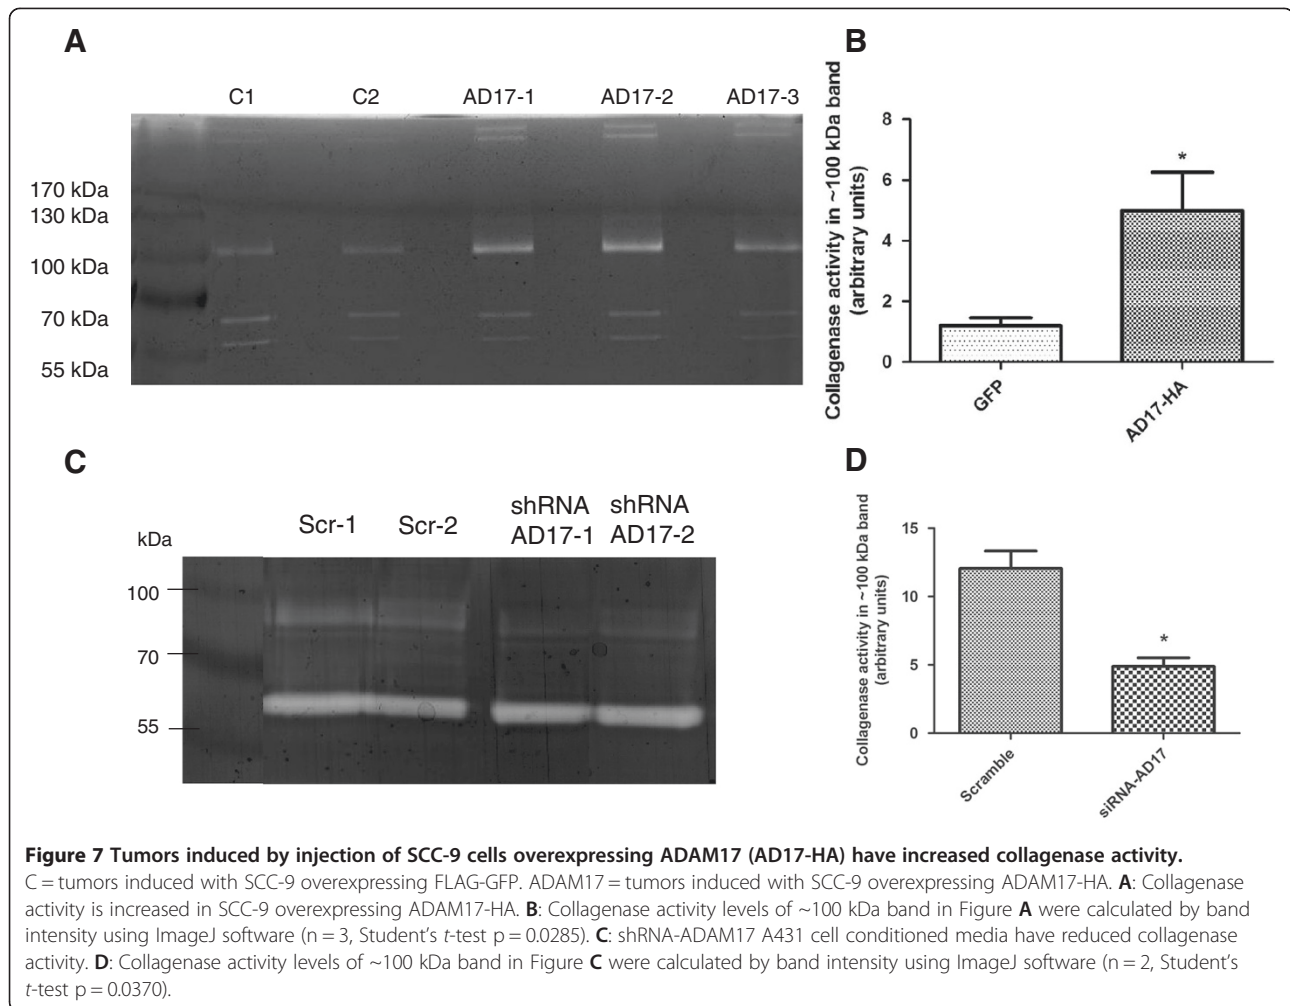 A
C1 C2 AD17-1 AD17-2 AD17-3
170 kDa
130 kDa
100 kDa
70 kDa
55 kDa
B
Collagenase activity in ~100 kDa band
(arbitrary units)
8
6
4
2
0
*
GFP
AD17-HA
C
kDa
Scr-1 Scr-2
shRNA shRNA
AD17-1 AD17-2
100
70
55
D
Collagenase activity in ~100 kDa band
(arbitrary units)
15
10
5
0
*
Scramble
siRNA-AD17
Figure 7 Tumors induced by injection of SCC-9 cells overexpressing ADAM17 (AD17-HA) have increased collagenase activity.
C = tumors induced with SCC-9 overexpressing FLAG-GFP. ADAM17 = tumors induced with SCC-9 overexpressing ADAM17-HA. A: Collagenase
activity is increased in SCC-9 overexpressing ADAM17-HA. B: Collagenase activity levels of ~100 kDa band in Figure A were calculated by band
intensity using ImageJ software (n = 3, Student's t-test p = 0.0285). C: shRNA-ADAM17 A431 cell conditioned media have reduced collagenase
activity. D: Collagenase activity levels of ~100 kDa band in Figure C were calculated by band intensity using ImageJ software (n = 2, Student's
t-test p = 0.0370).